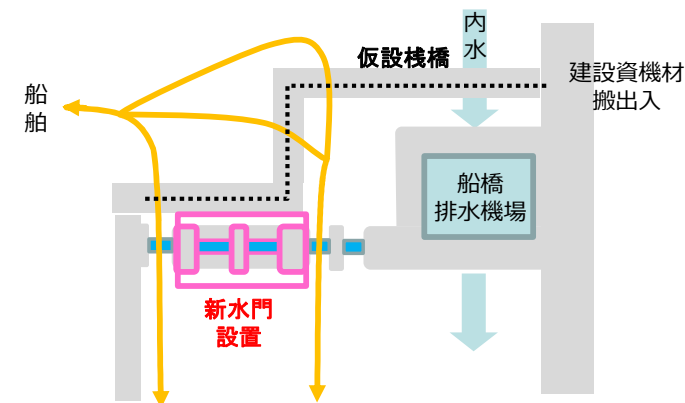 内
水
仮設桟橋
建設資機材
搬出入
船
舶
船橋
排水機場
新水門
設置